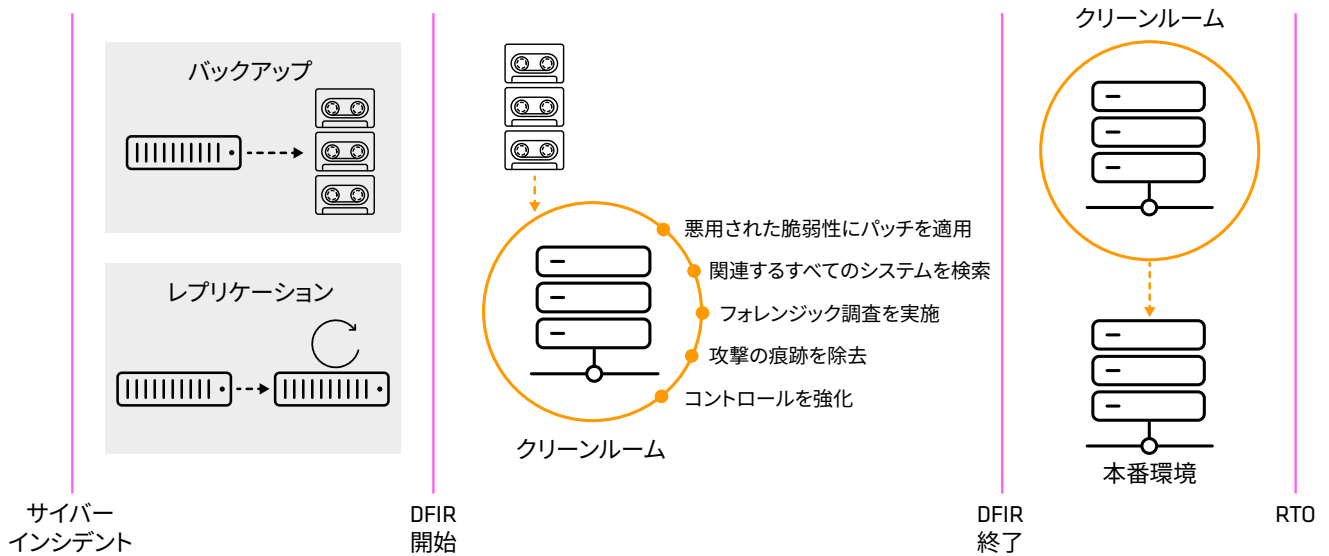 バックアップ
レプリケーション
悪用された脆弱性にパッチを適用
関連するすべてのシステムを検索
フォレンジック調査を実施
攻撃の痕跡を除去
コントロールを強化
クリーンルーム
クリーンルーム
本番環境
サイバー
インシデント
DFIR
開始
DFIR
終了
RTO